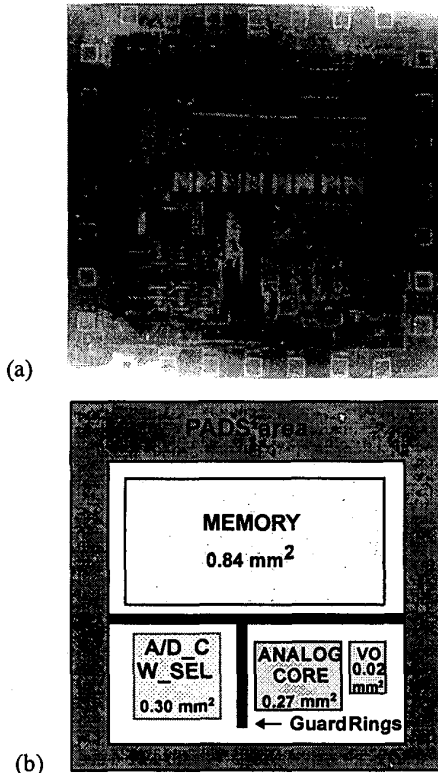 (a)
PADS area
MEMORY
0.84 mm²
A/D_C
W_SEL
0.30 mm²
ANALOG
CORE
0.27 mm²
VO
0.02
mm²
← GuardRings
(b)